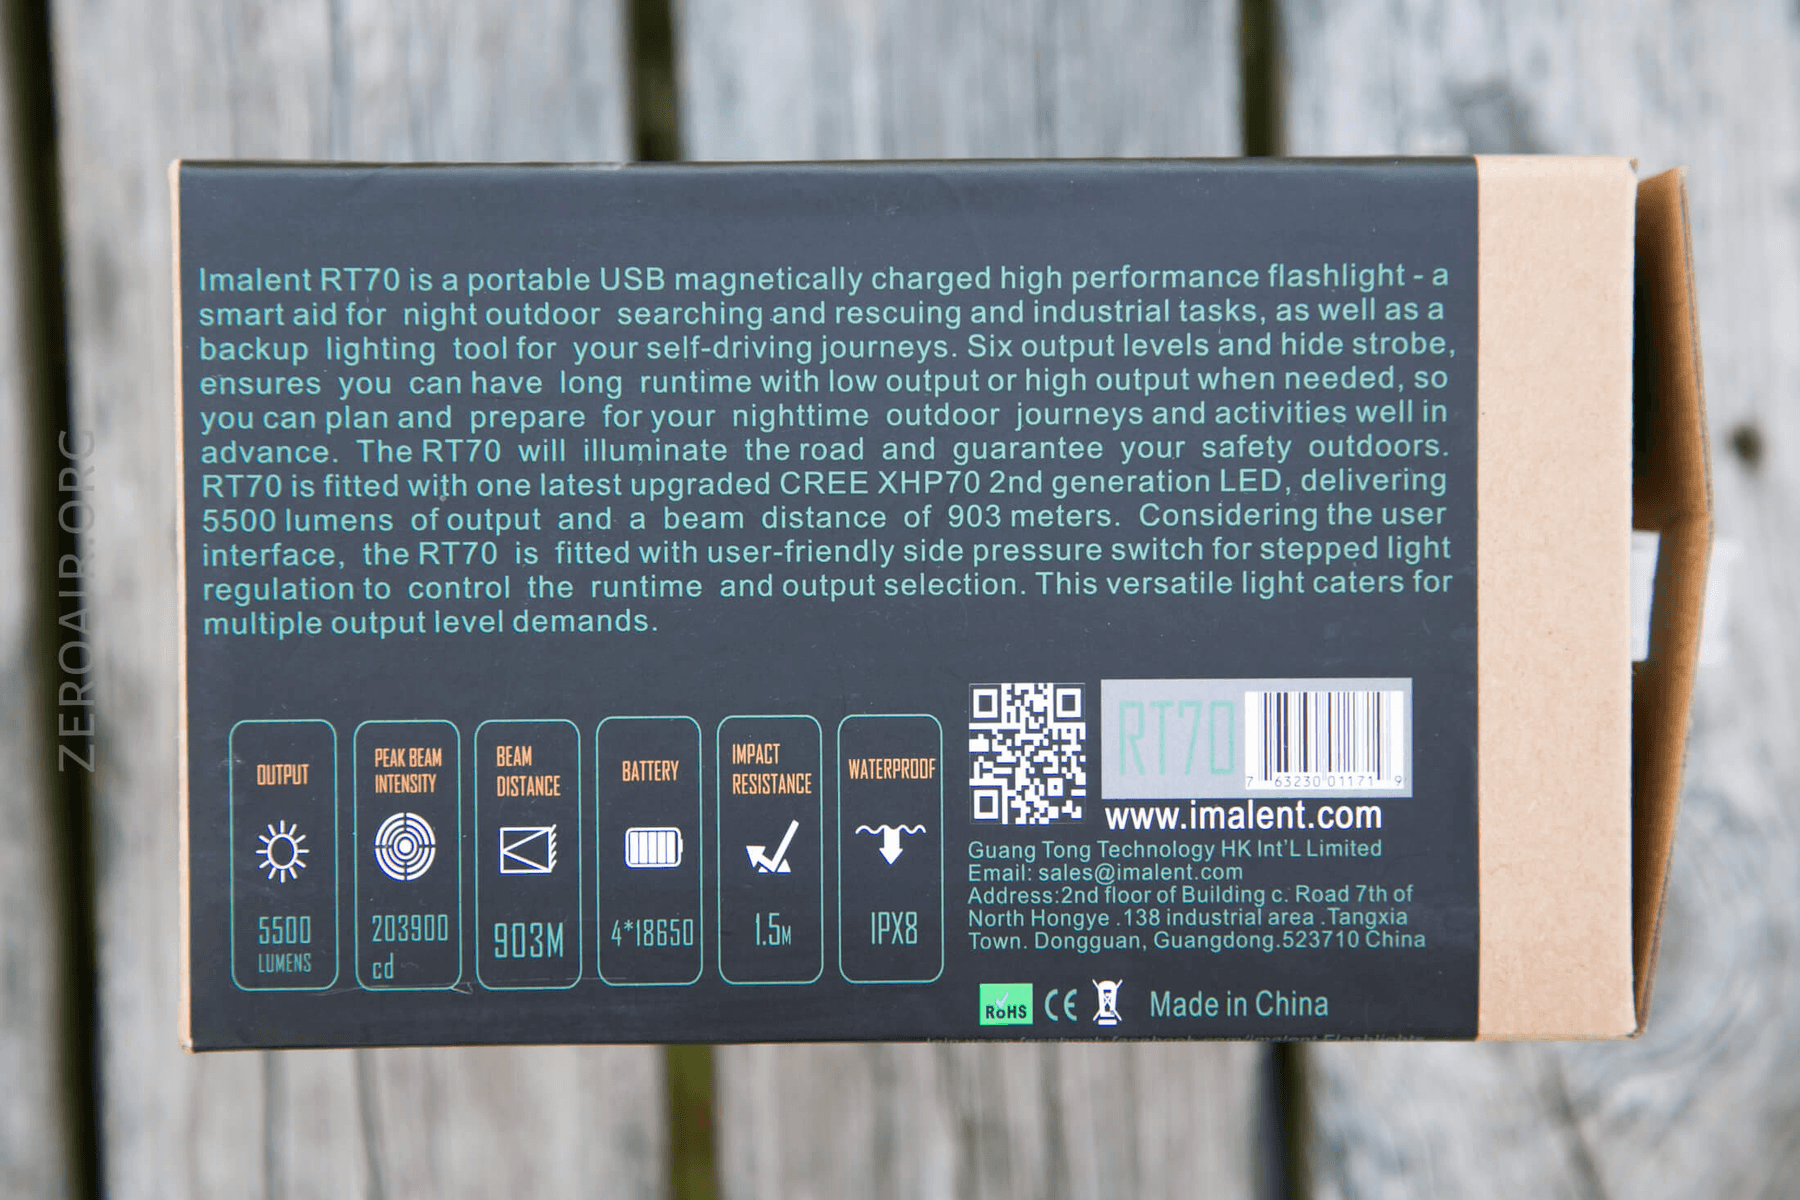 Imalent RT70 is a portable USB magnetically charged high performance flashlight - a
smart aid for night outdoor searching and rescuing and industrial tasks, as well as a
backup lighting tool for your self-driving journeys. Six output levels and hide strobe,
ensures you can have long runtime with low output or high output when needed, so
you can plan and prepare for your nighttime outdoor journeys and activities well in
advance. The RT70 will illuminate the road and guarantee your safety outdoors.
RT70 is fitted with one latest upgraded CREE XHP70 2nd generation LED, delivering
5500 lumens of output and a beam distance of 903 meters. Considering the user
interface, the RT70 is fitted with user-friendly side pressure switch for stepped light
regulation to control the runtime and output selection. This versatile light caters for
multiple output level demands.
OUTPUT
5500
LUMENS
PEAK BEAM
INTENSITY
203900
cd
BEAM
DISTANCE
903M
BATTERY
4*18650
IMPACT
RESISTANCE
1.5M
WATERPROOF
IPX8
RT70
7 63230 01171 9
www.imalent.com
Guang Tong Technology HK Int'L Limited
Email: sales@imalent.com
Address:2nd floor of Building c. Road 7th of
North Hongye .138 industrial area .Tangxia
Town. Dongguan, Guangdong.523710 China
RoHS CE Made in China
ZEROAIR.ORG